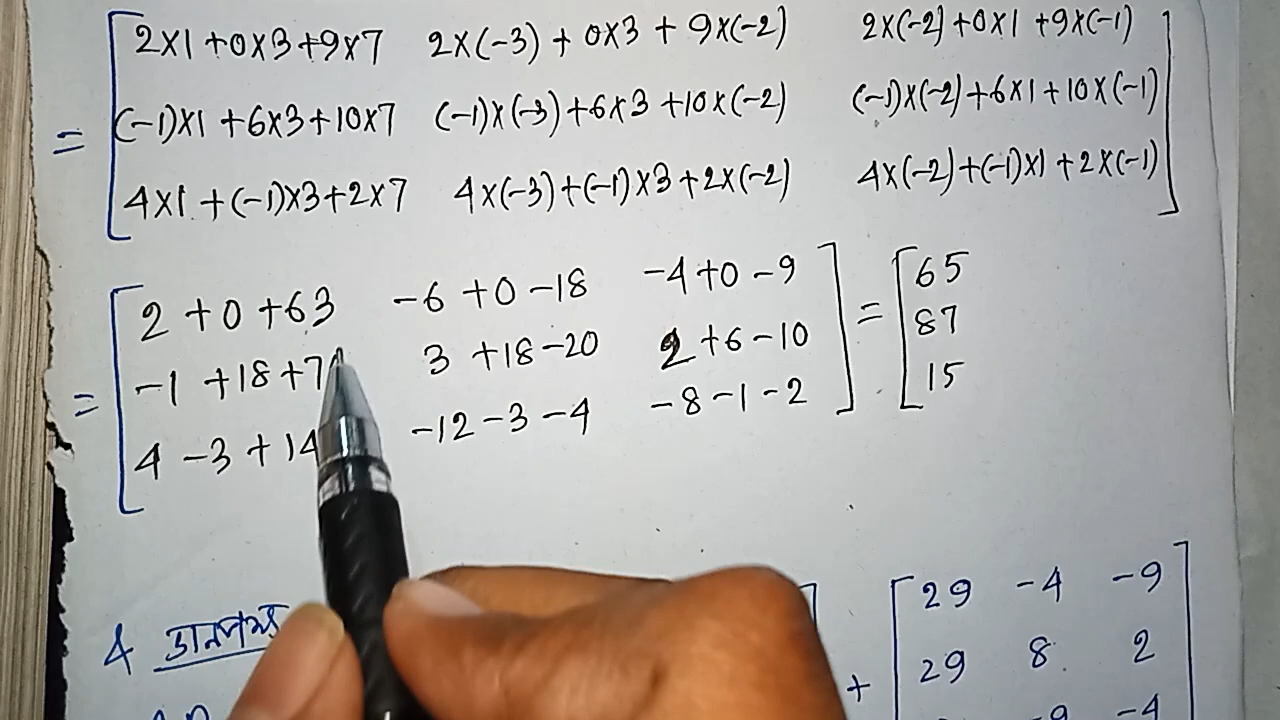 2×1+0×3+9×7 2×(-3)+0×3+9×(-2) 2×(-2)+0×1+9×(-1)
= (-1)×1+6×3+10×7 (-1)×(-3)+6×3+10×(-2) (-1)×(-2)+6×1+10×(-1)
4×1+(-1)×3+2×7 4×(-3)+(-1)×3+2×(-2) 4×(-2)+(-1)×1+2×(-1)
2+0+63 -6+0-18 -4+0-9 65
= -1+18+7 3+18-20 2+6-10 = 87
4-3+14 -12-3-4 -8-1-2 15
29 -4 -9
4 ডানপক্ষ + 29 8 2
-9 -4